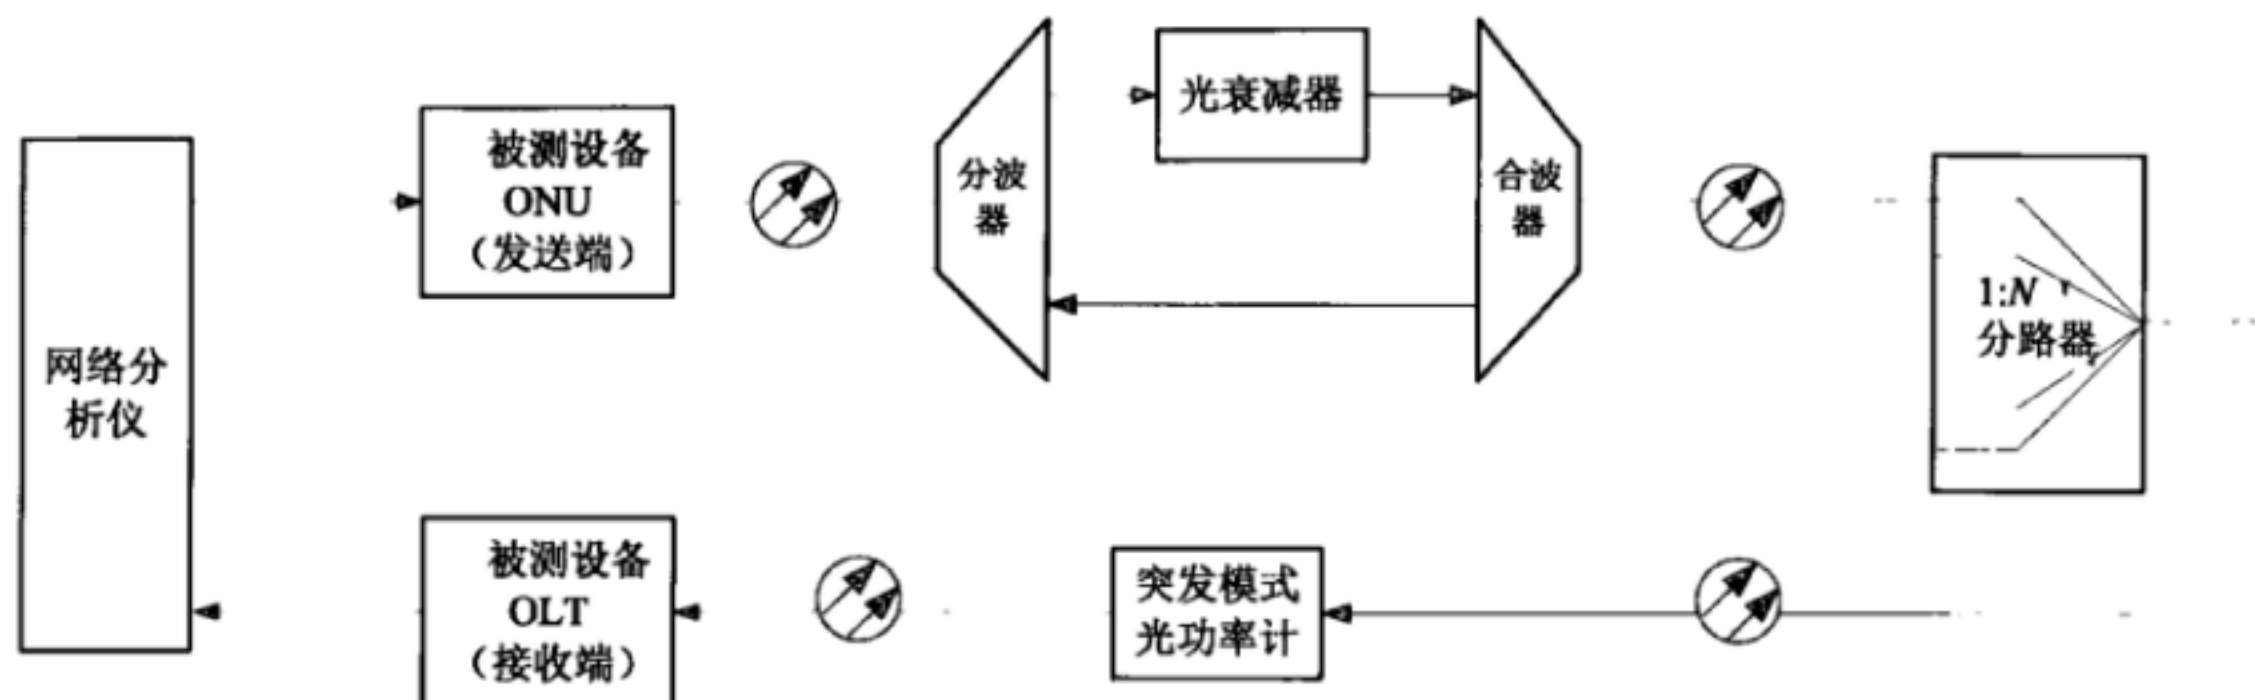 光衰减器
被测设备
ONU
（发送端）
分波
器
合波
器
1:N
分路器
网络分
析仪
被测设备
OLT
（接收端）
突发模式
光功率计